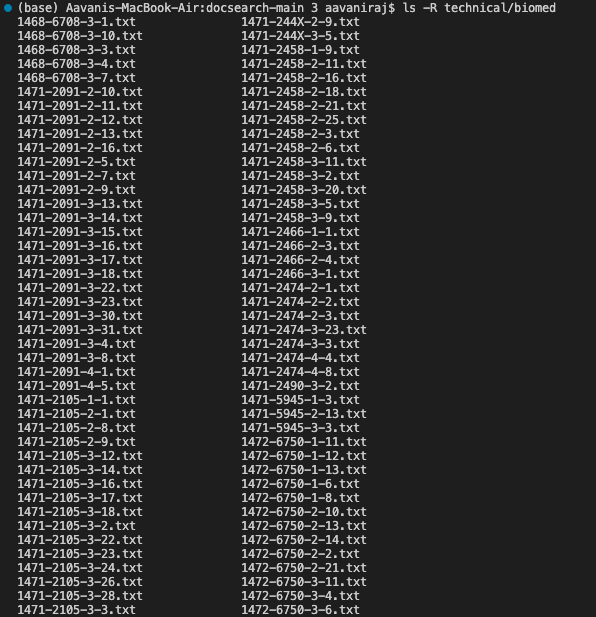 (base) Aavanis-MacBook-Air:docsearch-main 3 aavaniraj$ ls -R technical/biomed
1468-6708-3-1.txt 1471-244X-2-9.txt
1468-6708-3-10.txt 1471-244X-3-5.txt
1468-6708-3-3.txt 1471-2458-1-9.txt
1468-6708-3-4.txt 1471-2458-2-11.txt
1468-6708-3-7.txt 1471-2458-2-16.txt
1471-2091-2-10.txt 1471-2458-2-18.txt
1471-2091-2-11.txt 1471-2458-2-21.txt
1471-2091-2-12.txt 1471-2458-2-25.txt
1471-2091-2-13.txt 1471-2458-2-3.txt
1471-2091-2-16.txt 1471-2458-2-6.txt
1471-2091-2-5.txt 1471-2458-3-11.txt
1471-2091-2-7.txt 1471-2458-3-2.txt
1471-2091-2-9.txt 1471-2458-3-20.txt
1471-2091-3-13.txt 1471-2458-3-5.txt
1471-2091-3-14.txt 1471-2458-3-9.txt
1471-2091-3-15.txt 1471-2466-1-1.txt
1471-2091-3-16.txt 1471-2466-2-3.txt
1471-2091-3-17.txt 1471-2466-2-4.txt
1471-2091-3-18.txt 1471-2466-3-1.txt
1471-2091-3-22.txt 1471-2474-2-1.txt
1471-2091-3-23.txt 1471-2474-2-2.txt
1471-2091-3-30.txt 1471-2474-2-3.txt
1471-2091-3-31.txt 1471-2474-3-23.txt
1471-2091-3-4.txt 1471-2474-3-3.txt
1471-2091-3-8.txt 1471-2474-4-4.txt
1471-2091-4-1.txt 1471-2474-4-8.txt
1471-2091-4-5.txt 1471-2490-3-2.txt
1471-2105-1-1.txt 1471-5945-1-3.txt
1471-2105-2-1.txt 1471-5945-2-13.txt
1471-2105-2-8.txt 1471-5945-3-3.txt
1471-2105-2-9.txt 1472-6750-1-11.txt
1471-2105-3-12.txt 1472-6750-1-12.txt
1471-2105-3-14.txt 1472-6750-1-13.txt
1471-2105-3-16.txt 1472-6750-1-6.txt
1471-2105-3-17.txt 1472-6750-1-8.txt
1471-2105-3-18.txt 1472-6750-2-10.txt
1471-2105-3-2.txt 1472-6750-2-13.txt
1471-2105-3-22.txt 1472-6750-2-14.txt
1471-2105-3-23.txt 1472-6750-2-2.txt
1471-2105-3-24.txt 1472-6750-2-21.txt
1471-2105-3-26.txt 1472-6750-3-11.txt
1471-2105-3-28.txt 1472-6750-3-4.txt
1471-2105-3-3.txt 1472-6750-3-6.txt